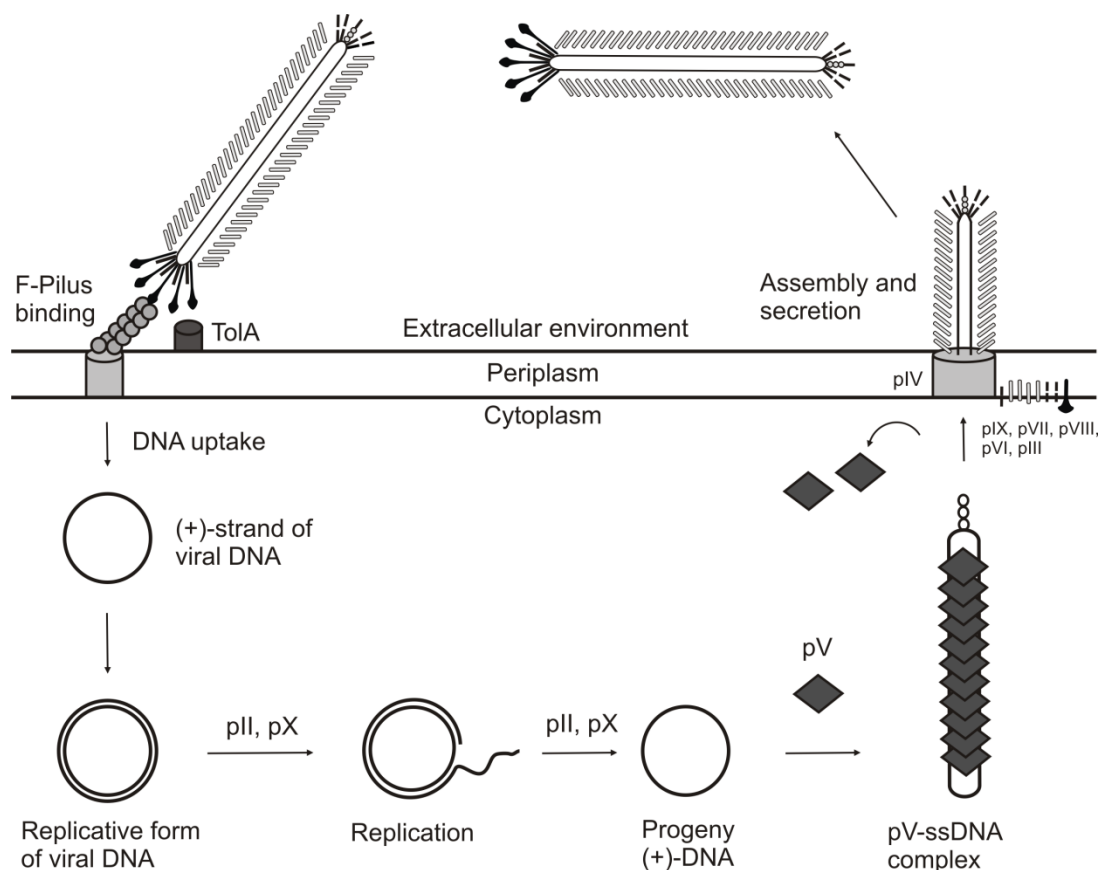 F-Pilus
binding
TolA
Extracellular environment
Assembly and
secretion
Periplasm
pIV
Cytoplasm
DNA uptake
pIX, pVII, pVIII,
pVI, pIII
(+)-strand of
viral DNA
pV
pII, pX
pII, pX
Replicative form
of viral DNA
Replication
Progeny
(+)-DNA
pV-ssDNA
complex